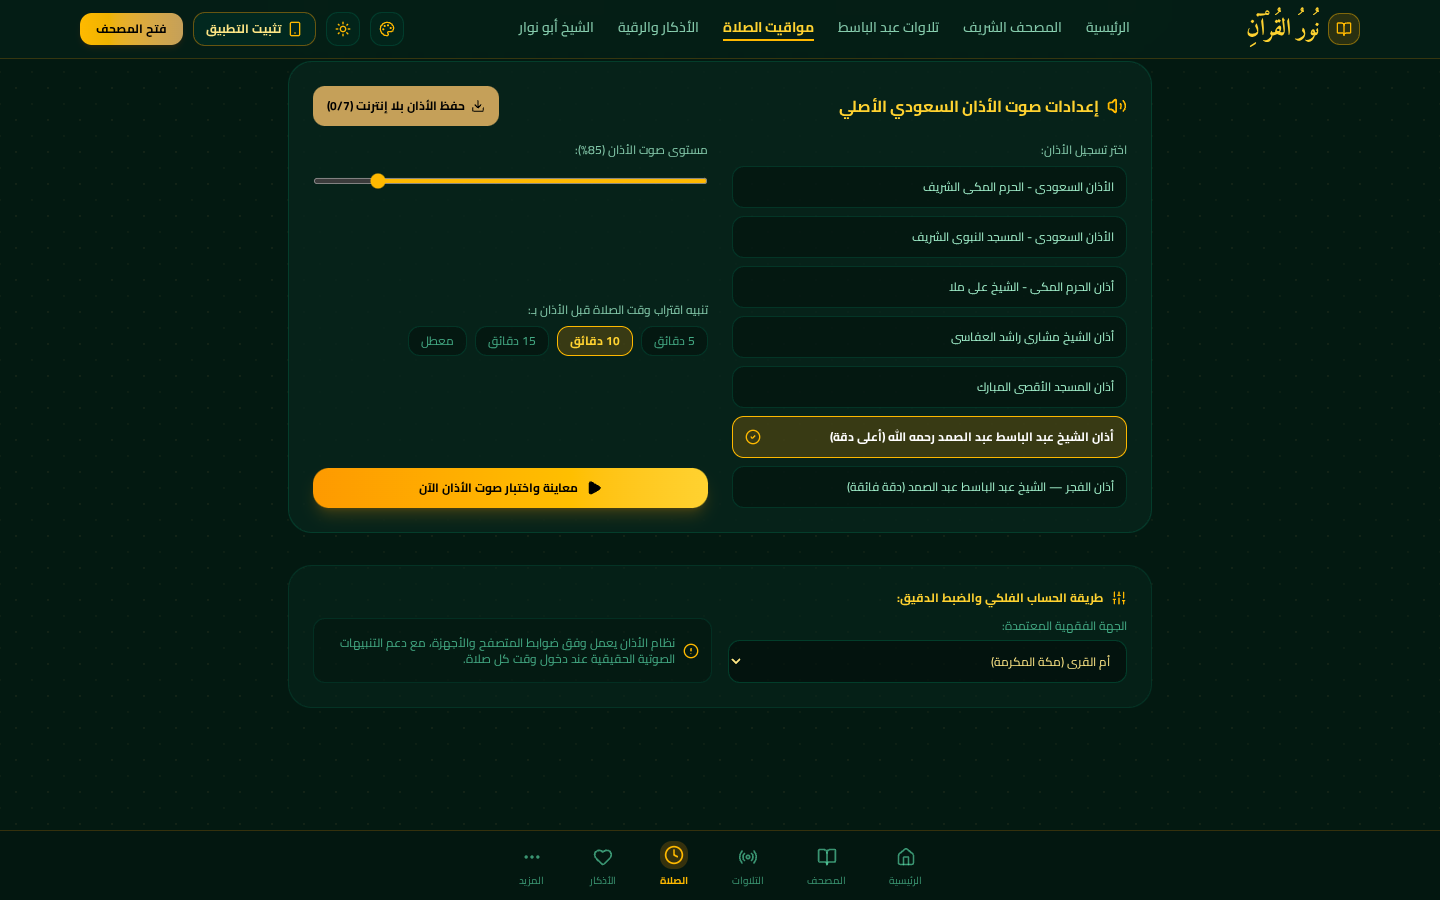 نُورُ القُرْآنِ
الرئيسية
المصحف الشريف
تلاوات عبد الباسط
مواقيت الصلاة
الأذكار والرقية
الشيخ أبو نوار
تثبيت التطبيق
فتح المصحف
إعدادات صوت الأذان السعودي الأصلي
حفظ الأذان بلا إنترنت (0/7)
اختر تسجيل الأذان:
الأذان السعودي - الحرم المكي الشريف
الأذان السعودي - المسجد النبوي الشريف
أذان الحرم المكي - الشيخ علي ملا
أذان الشيخ مشاري راشد العفاسي
أذان المسجد الأقصى المبارك
أذان الشيخ عبد الباسط عبد الصمد رحمه الله (أعلى دقة)
أذان الفجر — الشيخ عبد الباسط عبد الصمد (دقة فائقة)
مستوى صوت الأذان (85%):
تنبيه اقتراب وقت الصلاة قبل الأذان بـ:
5 دقائق
10 دقائق
15 دقائق
معطل
معاينة واختبار صوت الأذان الآن
طريقة الحساب الفلكي والضبط الدقيق:
الجهة الفقهية المعتمدة:
أم القرى (مكة المكرمة)
نظام الأذان يعمل وفق ضوابط المتصفح والأجهزة، مع دعم التنبيهات
الصوتية الحقيقية عند دخول وقت كل صلاة.
الرئيسية
المصحف
التلاوات
الصلاة
الأذكار
المزيد